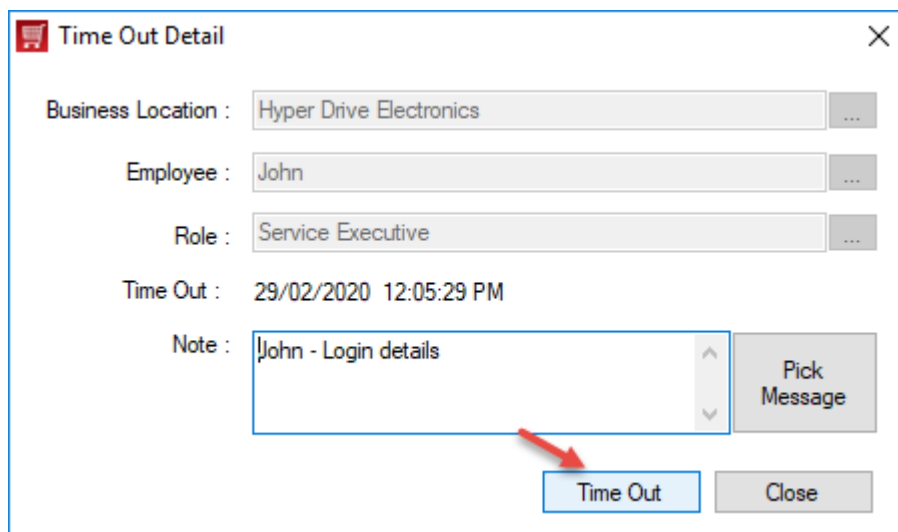 Time Out Detail
Business Location : Hyper Drive Electronics ...
Employee : John ...
Role : Service Executive ...
Time Out : 29/02/2020 12:05:29 PM
Note : John - Login details
Pick
Message
Time Out Close